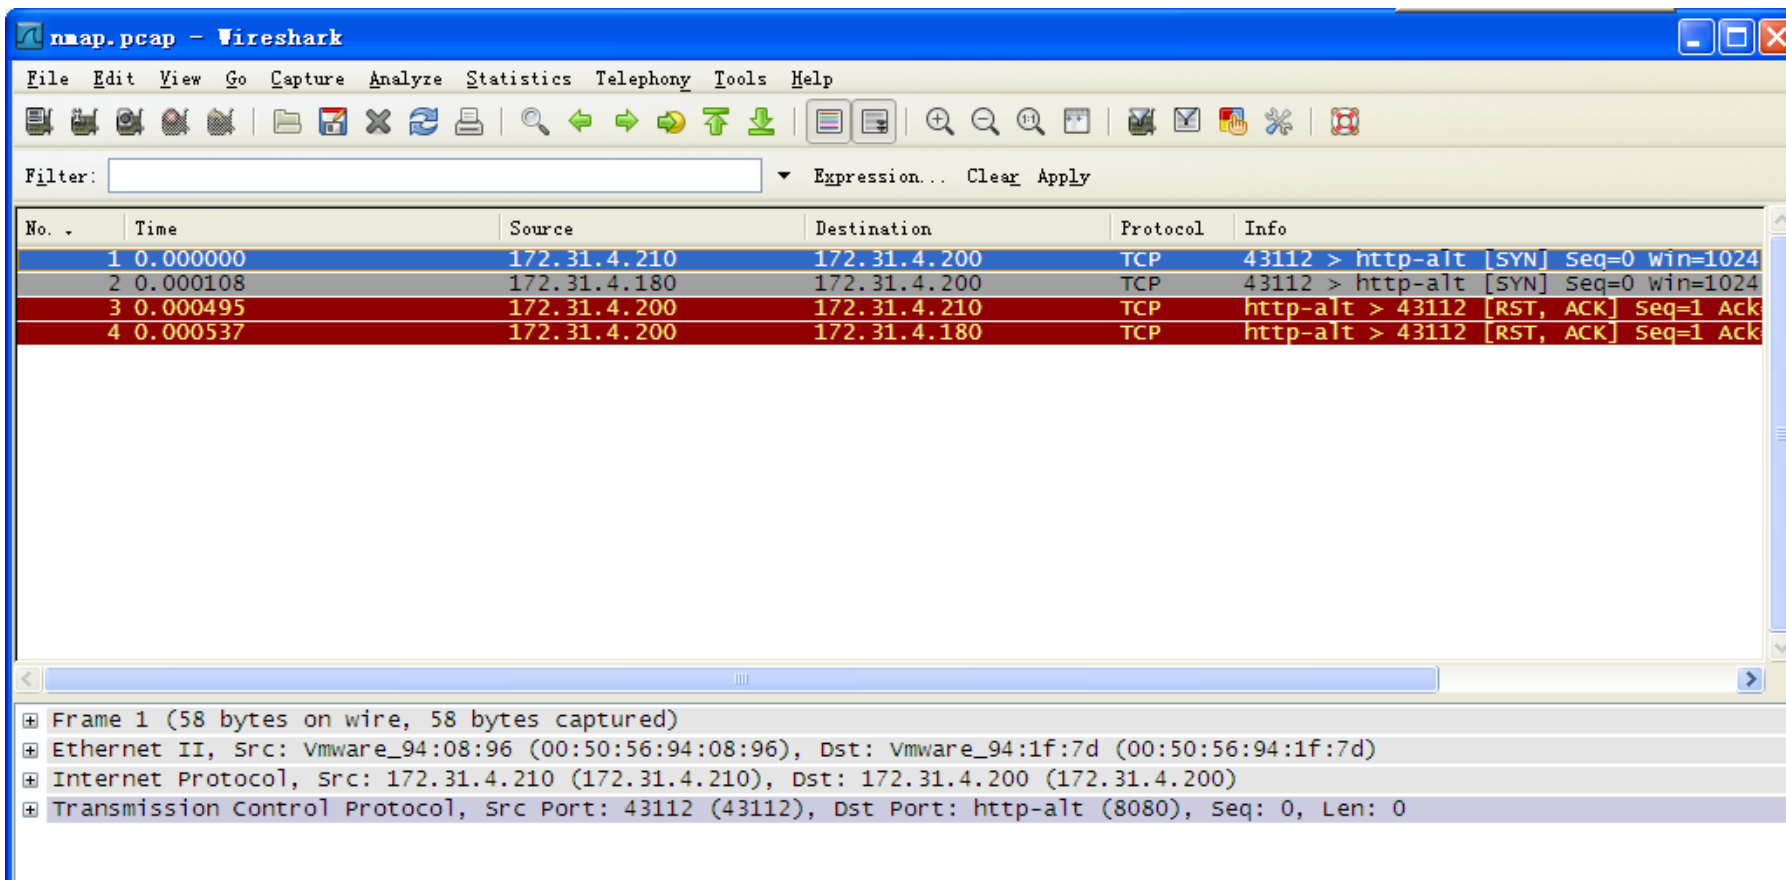 nmap.pcap - Wireshark
File Edit View Go Capture Analyze Statistics Telephony Tools Help
Filter: Expression... Clear Apply
No. . Time Source Destination Protocol Info
1 0.000000 172.31.4.210 172.31.4.200 TCP 43112 > http-alt [SYN] Seq=0 Win=1024
2 0.000108 172.31.4.180 172.31.4.200 TCP 43112 > http-alt [SYN] Seq=0 Win=1024
3 0.000495 172.31.4.200 172.31.4.210 TCP http-alt > 43112 [RST, ACK] Seq=1 Ack
4 0.000537 172.31.4.200 172.31.4.180 TCP http-alt > 43112 [RST, ACK] Seq=1 Ack
Frame 1 (58 bytes on wire, 58 bytes captured)
Ethernet II, Src: Vmware_94:08:96 (00:50:56:94:08:96), Dst: Vmware_94:1f:7d (00:50:56:94:1f:7d)
Internet Protocol, Src: 172.31.4.210 (172.31.4.210), Dst: 172.31.4.200 (172.31.4.200)
Transmission Control Protocol, Src Port: 43112 (43112), Dst Port: http-alt (8080), Seq: 0, Len: 0